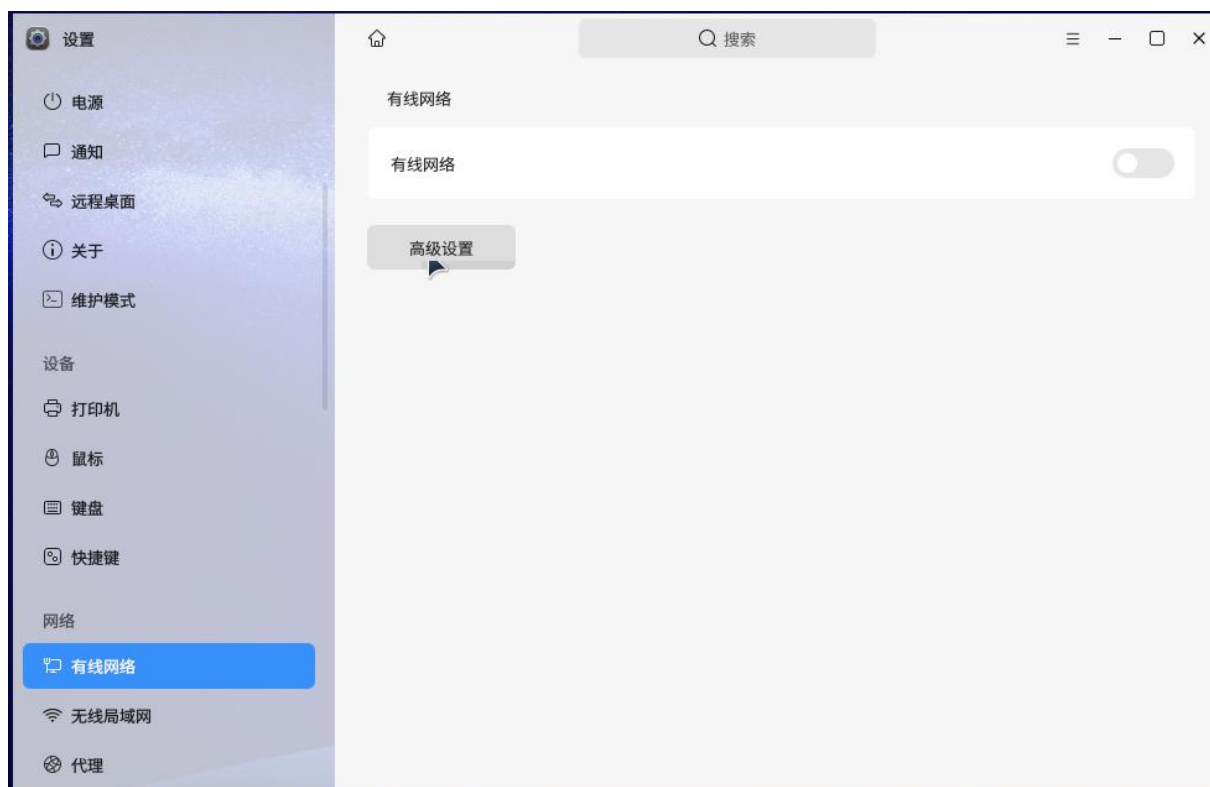 设置
电源
通知
远程桌面
关于
维护模式
设备
打印机
鼠标
键盘
快捷键
网络
有线网络
无线局域网
代理
搜索
有线网络
有线网络
高级设置